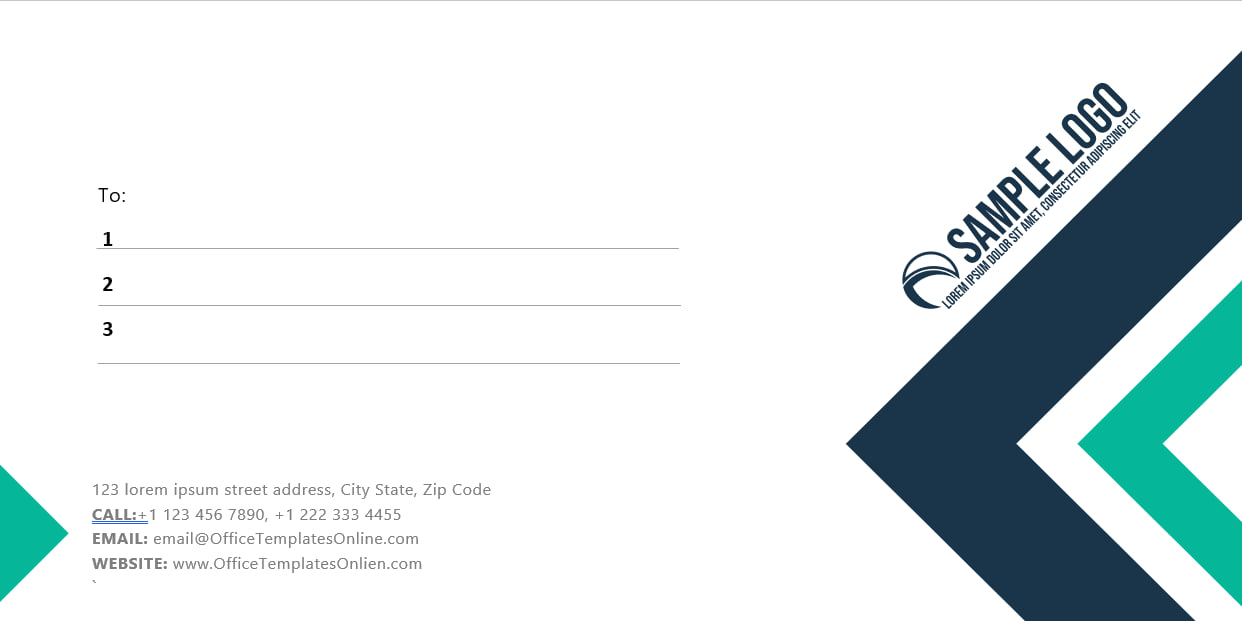 To:
1
2
3
SAMPLE LOGO
LOREM IPSUM DOLOR SIT AMET, CONSECTETUR ADIPISCING ELIT
123 lorem ipsum street address, City State, Zip Code
CALL:+1 123 456 7890, +1 222 333 4455
EMAIL: email@OfficeTemplatesOnline.com
WEBSITE: www.OfficeTemplatesOnlien.com
`